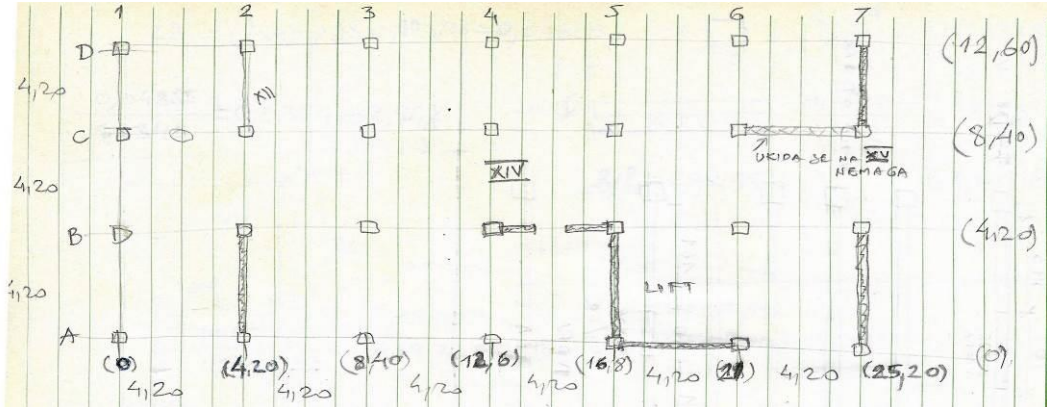 1 2 3 4 5 6 7
D (12,60)
4,20
XII
C (8,40)
UKIDA SE NA XV
NEMAGA
XIV
4,20
B (4,20)
LIFT
4,20
A (0)
(0) (4,20) (8,40) (12,6) (16,8) (21) (25,20)
4,20 4,20 4,20 4,20 4,20 4,20